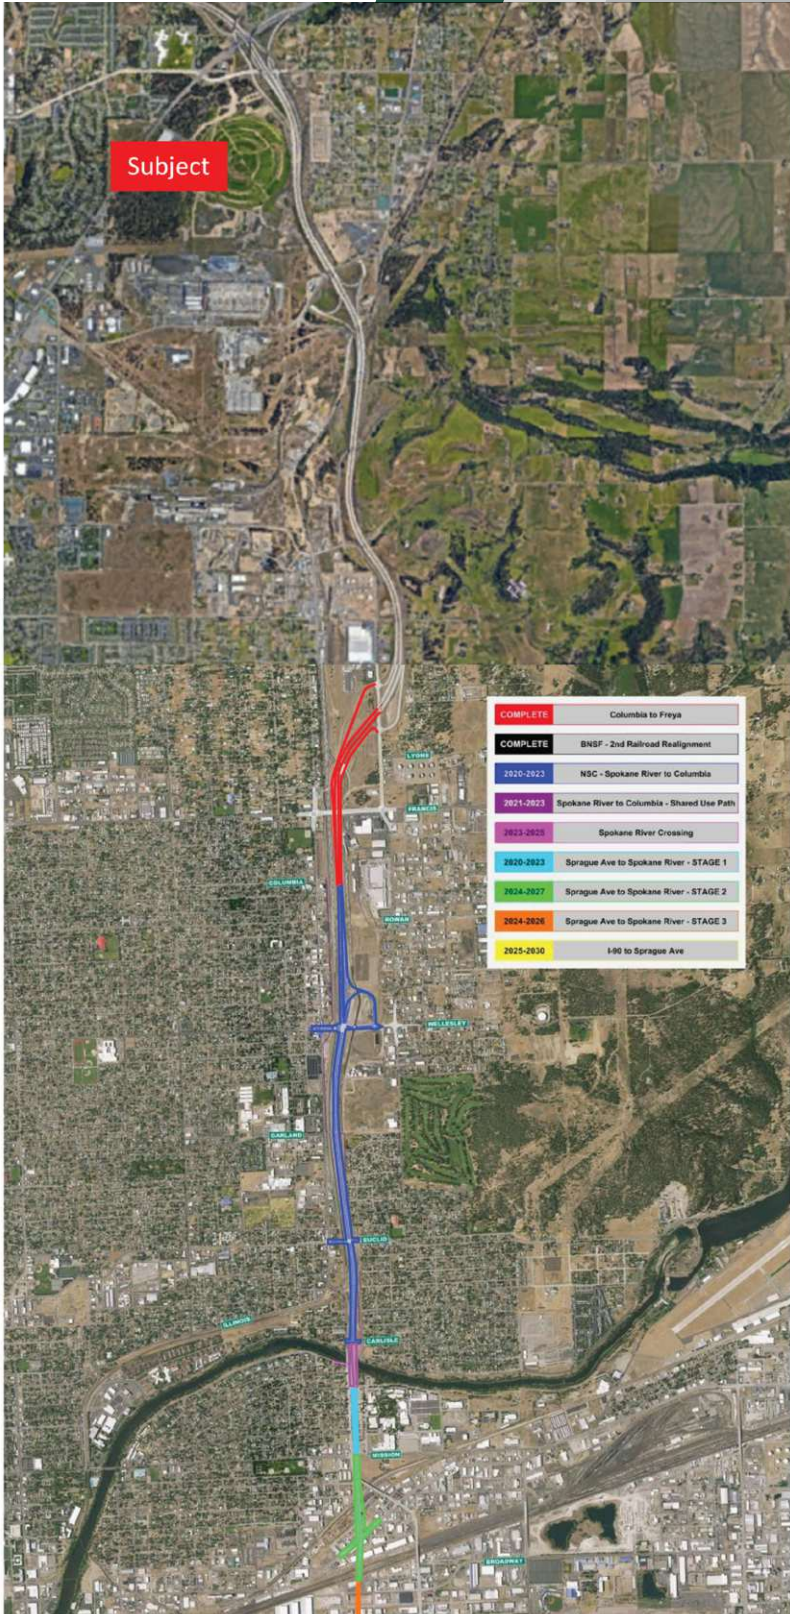 Subject
COMPLETE Columbia to Freya
COMPLETE BNSF - 2nd Railroad Realignment
2020-2023 NSC - Spokane River to Columbia
2021-2023 Spokane River to Columbia - Shared Use Path
2023-2025 Spokane River Crossing
2020-2023 Sprague Ave to Spokane River - STAGE 1
2024-2027 Sprague Ave to Spokane River - STAGE 2
2024-2026 Sprague Ave to Spokane River - STAGE 3
2025-2030 I-90 to Sprague Ave
LYONS
FRANCIS
COLUMBIA
ROWAN
WELLESLEY
GARLAND
EUCLID
ILLINOIS
CARLISLE
MISSION
BROADWAY